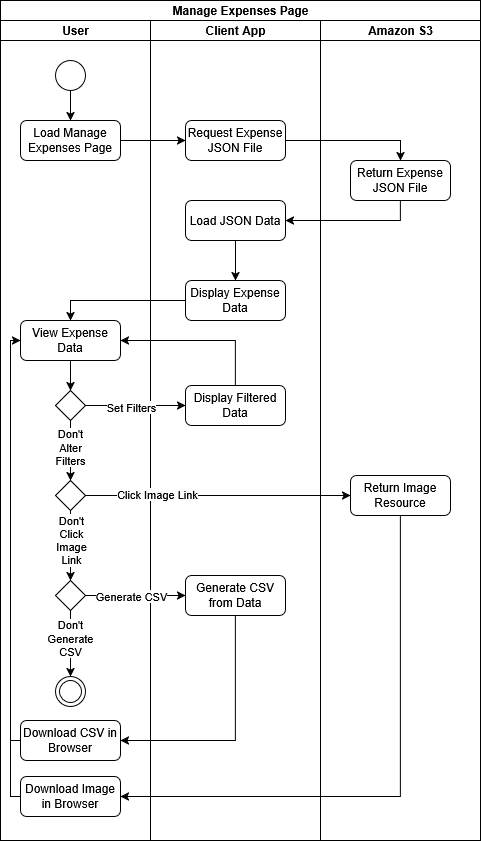 Manage Expenses Page
User
Client App
Amazon S3
Load Manage
Expenses Page
Request Expense
JSON File
Return Expense
JSON File
Load JSON Data
Display Expense
Data
View Expense
Data
Set Filters
Display Filtered
Data
Don't
Alter
Filters
Click Image Link
Return Image
Resource
Don't
Click
Image
Link
Generate CSV
Generate CSV
from Data
Don't
Generate
CSV
Download CSV in
Browser
Download Image
in Browser